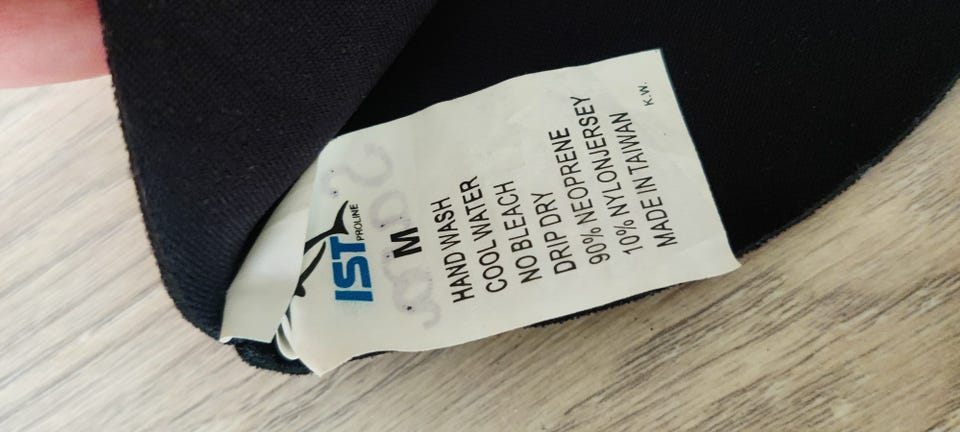 IST
PROLINE
M
HAND WASH
COOL WATER
NO BLEACH
DRIP DRY
90% NEOPRENE
10% NYLONJERSEY
MADE IN TAIWAN
K.W.